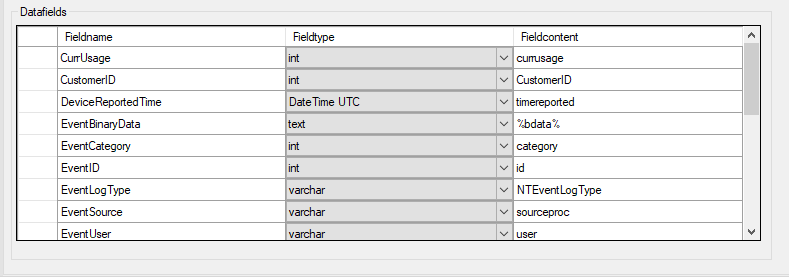 Datafields
Fieldname Fieldtype Fieldcontent
CurrUsage int currusage
CustomerID int CustomerID
DeviceReportedTime DateTime UTC timereported
EventBinaryData text %bdata%
EventCategory int category
EventID int id
EventLogType varchar NTEventLogType
EventSource varchar sourceproc
EventUser varchar user